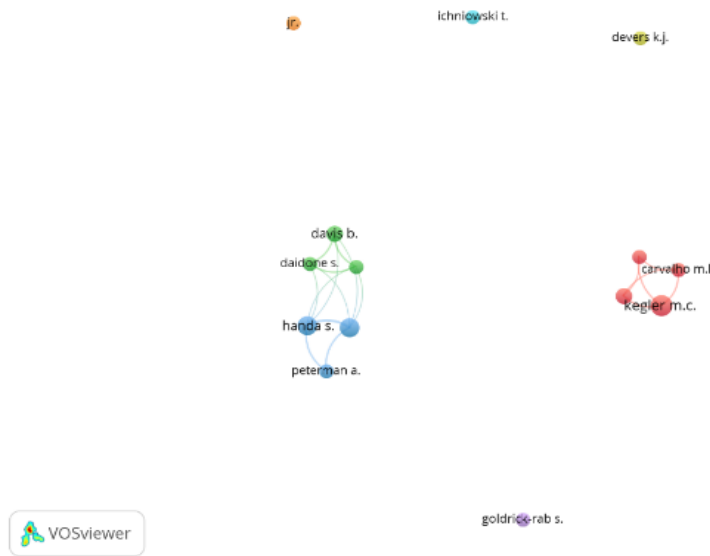 ichniowski t.
jr.
devers k.j.
davis b.
daidone s.
carvalho m.l
kegler m.c.
handa s.
peterman a.
goldrick-rab s.
VOSviewer